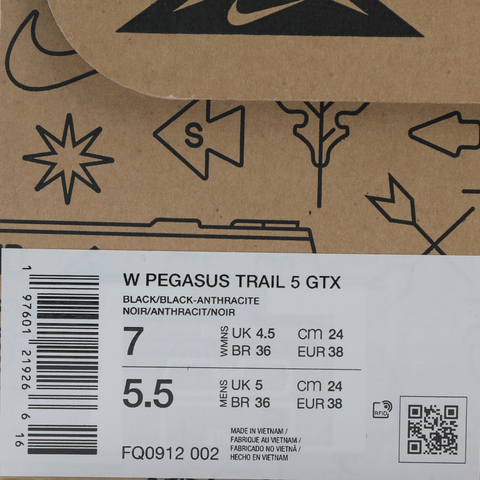 S
W PEGASUS TRAIL 5 GTX
BLACK/BLACK-ANTHRACITE
NOIR/ANTHRACIT/NOIR
7 WMNS UK 4.5 CM 24
BR 36 EUR 38
5.5 MENS UK 5 CM 24
BR 36 EUR 38
FQ0912 002
MADE IN VIETNAM /
FABRIQUE AU VIETNAM /
FABRICADO NO VIETNÃ /
HECHO EN VIETNAM
RFID
1 97601 21926 6 16